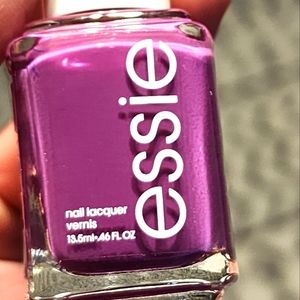 essie
nail lacquer
vernis
13.5ml-.46 FL OZ